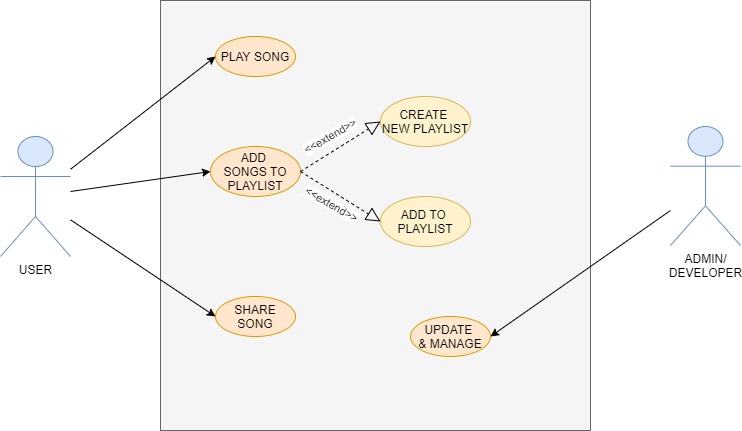 PLAY SONG
CREATE
NEW PLAYLIST
<<extend>>
ADD
SONGS TO
PLAYLIST
<<extend>>
ADD TO
PLAYLIST
USER
ADMIN/
DEVELOPER
SHARE
SONG
UPDATE
& MANAGE